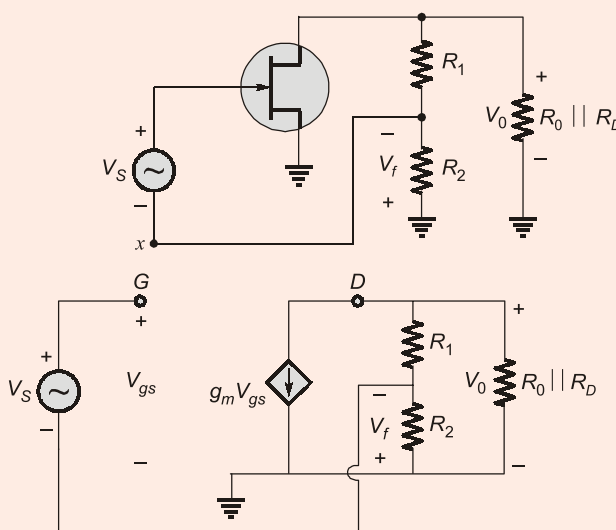 +
R1
+
V0
R0 || RD
−
−
+
VS
−
Vf
R2
+
x
G
D
+
+
VS
−
Vgs
−
gmVgs
R1
+
V0
R0 || RD
−
−
Vf
R2
+